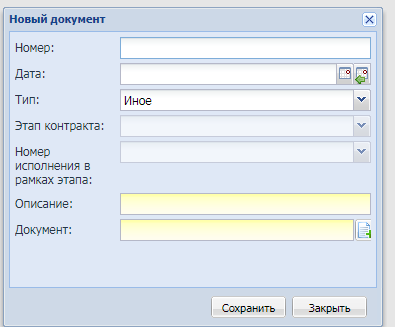 Новый документ
Номер:
Дата:
Тип:
Иное
Этап контракта:
Номер
исполнения в
рамках этапа:
Описание:
Документ:
Сохранить
Закрыть